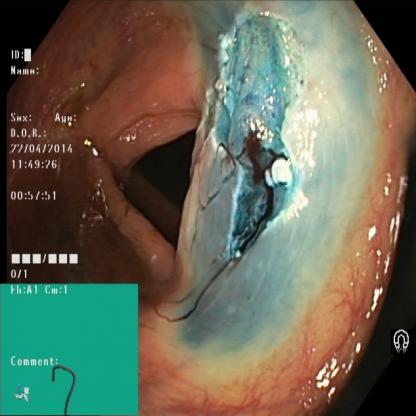 ID:
Name:
Sex: Age:
D.O.B.:
22/04/2014
11:49:26
00:57:51
■■■/■■■
0/1
Eh:A1 Cm:1
Comment: